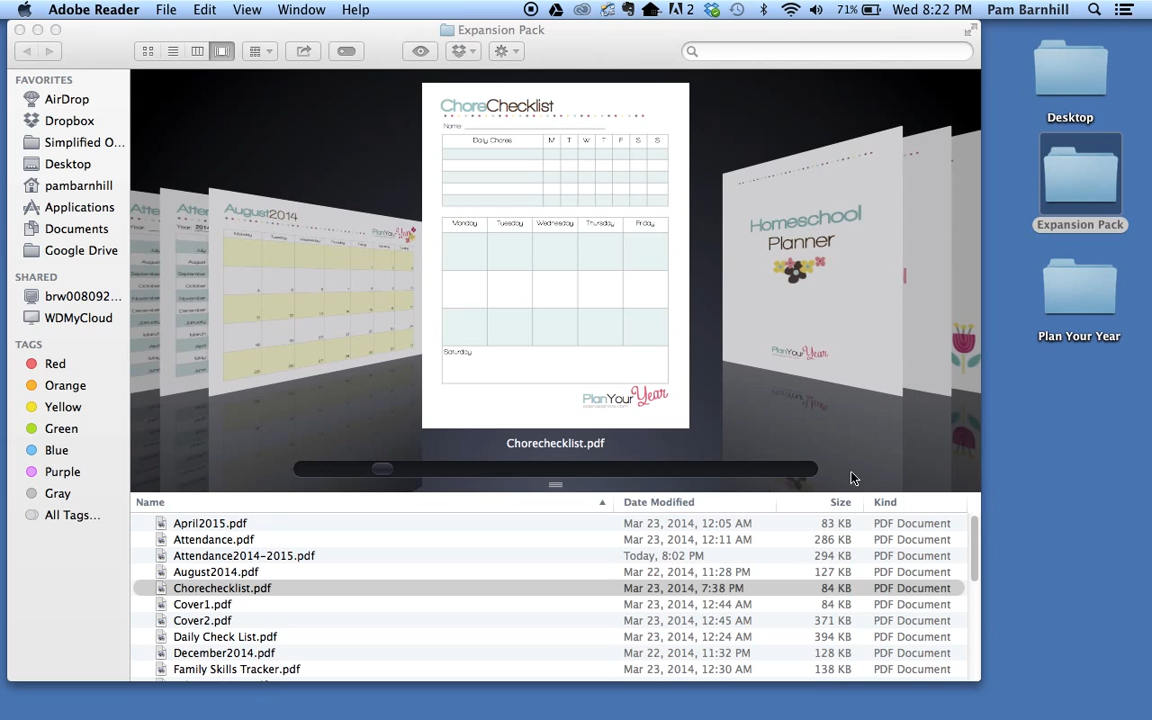 Adobe Reader File Edit View Window Help 2 71% Wed 8:22 PM Pam Barnhill
Expansion Pack
FAVORITES
AirDrop
Dropbox
Simplified O...
Desktop
pambarnhill
Applications
Documents
Google Drive
SHARED
brw008092...
WDMyCloud
TAGS
Red
Orange
Yellow
Green
Blue
Purple
Gray
All Tags...
August2014
PlanYourYear
ChoreChecklist
Name:
Daily Chores M T W T F S S
Monday Tuesday Wednesday Thursday Friday
Saturday
PlanYourYear
Homeschool
Planner
PlanYourYear
Chorechecklist.pdf
Name Date Modified Size Kind
April2015.pdf Mar 23, 2014, 12:05 AM 83 KB PDF Document
Attendance.pdf Mar 23, 2014, 12:11 AM 286 KB PDF Document
Attendance2014-2015.pdf Today, 8:02 PM 294 KB PDF Document
August2014.pdf Mar 22, 2014, 11:28 PM 127 KB PDF Document
Chorechecklist.pdf Mar 23, 2014, 7:38 PM 84 KB PDF Document
Cover1.pdf Mar 23, 2014, 12:44 AM 84 KB PDF Document
Cover2.pdf Mar 23, 2014, 12:45 AM 371 KB PDF Document
Daily Check List.pdf Mar 23, 2014, 12:24 AM 394 KB PDF Document
December2014.pdf Mar 22, 2014, 11:32 PM 128 KB PDF Document
Family Skills Tracker.pdf Mar 23, 2014, 12:30 AM 138 KB PDF Document
Desktop
Expansion Pack
Plan Your Year